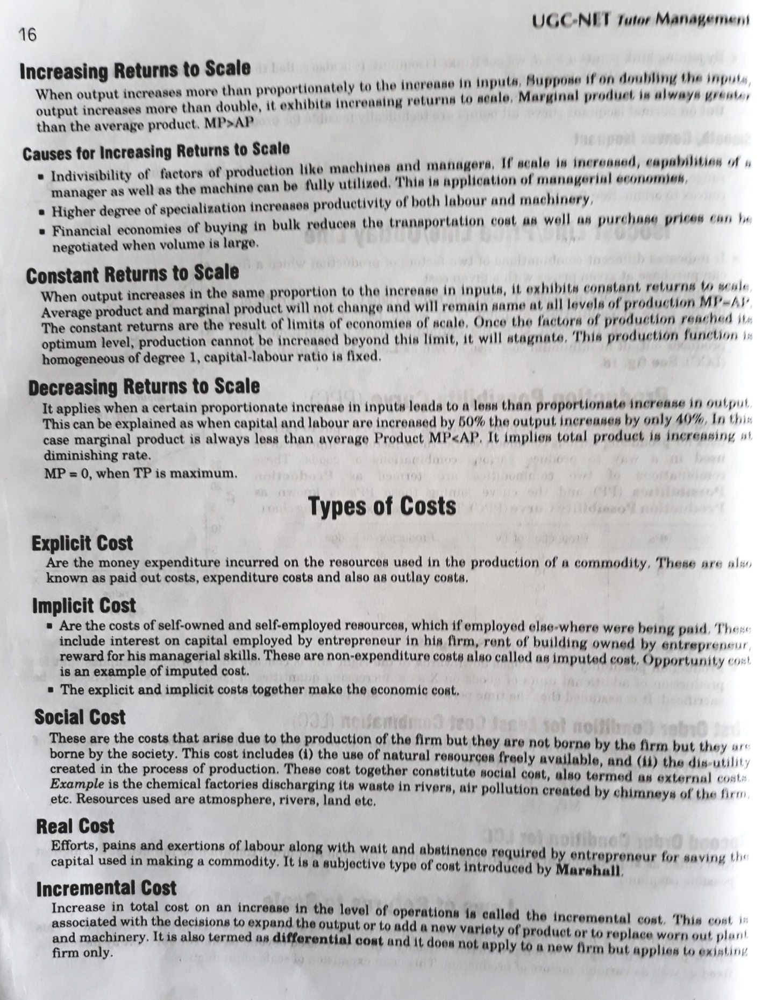 UGC-NET Tutor Management
16
Increasing Returns to Scale
When output increases more than proportionately to the increase in inputs. Suppose if on doubling the inputs,
output increases more than double, it exhibits increasing returns to scale. Marginal product is always greater
than the average product. MP>AP
Causes for Increasing Returns to Scale
▪ Indivisibility of factors of production like machines and managers. If scale is increased, capabilities of a
manager as well as the machine can be fully utilized. This is application of managerial economies.
▪ Higher degree of specialization increases productivity of both labour and machinery.
▪ Financial economies of buying in bulk reduces the transportation cost as well as purchase prices can be
negotiated when volume is large.
Constant Returns to Scale
When output increases in the same proportion to the increase in inputs, it exhibits constant returns to scale.
Average product and marginal product will not change and will remain same at all levels of production MP=AP.
The constant returns are the result of limits of economies of scale. Once the factors of production reached its
optimum level, production cannot be increased beyond this limit, it will stagnate. This production function is
homogeneous of degree 1, capital-labour ratio is fixed.
Decreasing Returns to Scale
It applies when a certain proportionate increase in inputs leads to a less than proportionate increase in output.
This can be explained as when capital and labour are increased by 50% the output increases by only 40%. In this
case marginal product is always less than average Product MP<AP. It implies total product is increasing at
diminishing rate.
MP = 0, when TP is maximum.
Types of Costs
Explicit Cost
Are the money expenditure incurred on the resources used in the production of a commodity. These are also
known as paid out costs, expenditure costs and also as outlay costs.
Implicit Cost
▪ Are the costs of self-owned and self-employed resources, which if employed else-where were being paid. These
include interest on capital employed by entrepreneur in his firm, rent of building owned by entrepreneur,
reward for his managerial skills. These are non-expenditure costs also called as imputed cost. Opportunity cost
is an example of imputed cost.
▪ The explicit and implicit costs together make the economic cost.
Social Cost
These are the costs that arise due to the production of the firm but they are not borne by the firm but they are
borne by the society. This cost includes (i) the use of natural resources freely available, and (ii) the dis-utility
created in the process of production. These cost together constitute social cost, also termed as external costs.
Example is the chemical factories discharging its waste in rivers, air pollution created by chimneys of the firm,
etc. Resources used are atmosphere, rivers, land etc.
Real Cost
Efforts, pains and exertions of labour along with wait and abstinence required by entrepreneur for saving the
capital used in making a commodity. It is a subjective type of cost introduced by Marshall.
Incremental Cost
Increase in total cost on an increase in the level of operations is called the incremental cost. This cost is
associated with the decisions to expand the output or to add a new variety of product or to replace worn out plant
and machinery. It is also termed as differential cost and it does not apply to a new firm but applies to existing
firm only.